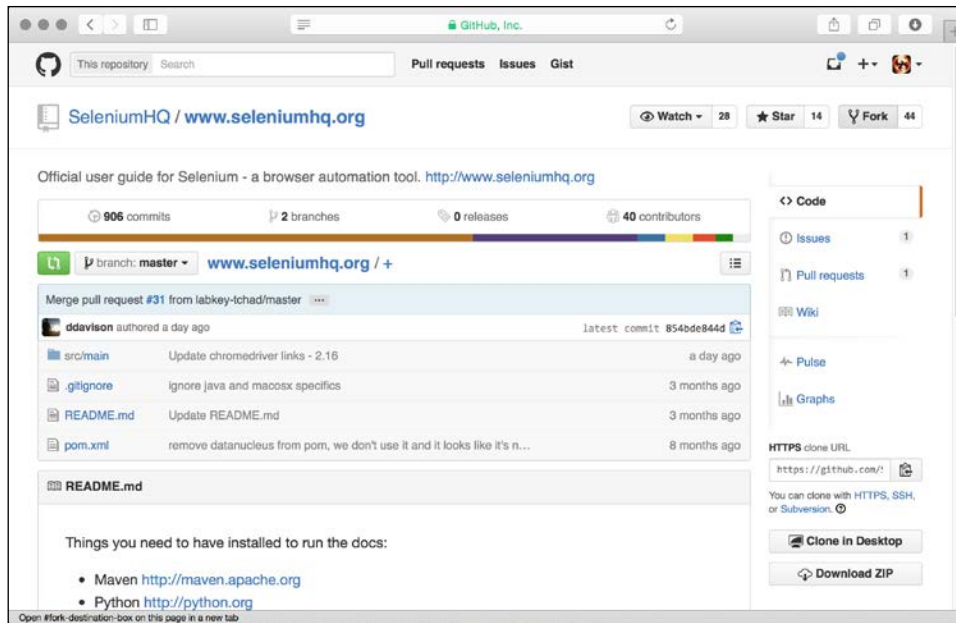 GitHub, Inc.
This repository Search Pull requests Issues Gist
SeleniumHQ / www.seleniumhq.org Watch 28 Star 14 Fork 44
Official user guide for Selenium - a browser automation tool. http://www.seleniumhq.org
906 commits 2 branches 0 releases 40 contributors
branch: master www.seleniumhq.org / +
Merge pull request #31 from labkey-tchad/master ...
ddavison authored a day ago latest commit 854bde844d
src/main Update chromedriver links - 2.16 a day ago
.gitignore ignore java and macosx specifics 3 months ago
README.md Update README.md 3 months ago
pom.xml remove datanucleus from pom, we don't use it and it looks like it's n... 8 months ago
README.md
Things you need to have installed to run the docs:
• Maven http://maven.apache.org
• Python http://python.org
<> Code
Issues 1
Pull requests 1
Wiki
Pulse
Graphs
HTTPS clone URL
https://github.com/
You can clone with HTTPS, SSH,
or Subversion.
Clone in Desktop
Download ZIP
Open #fork-destination-box on this page in a new tab